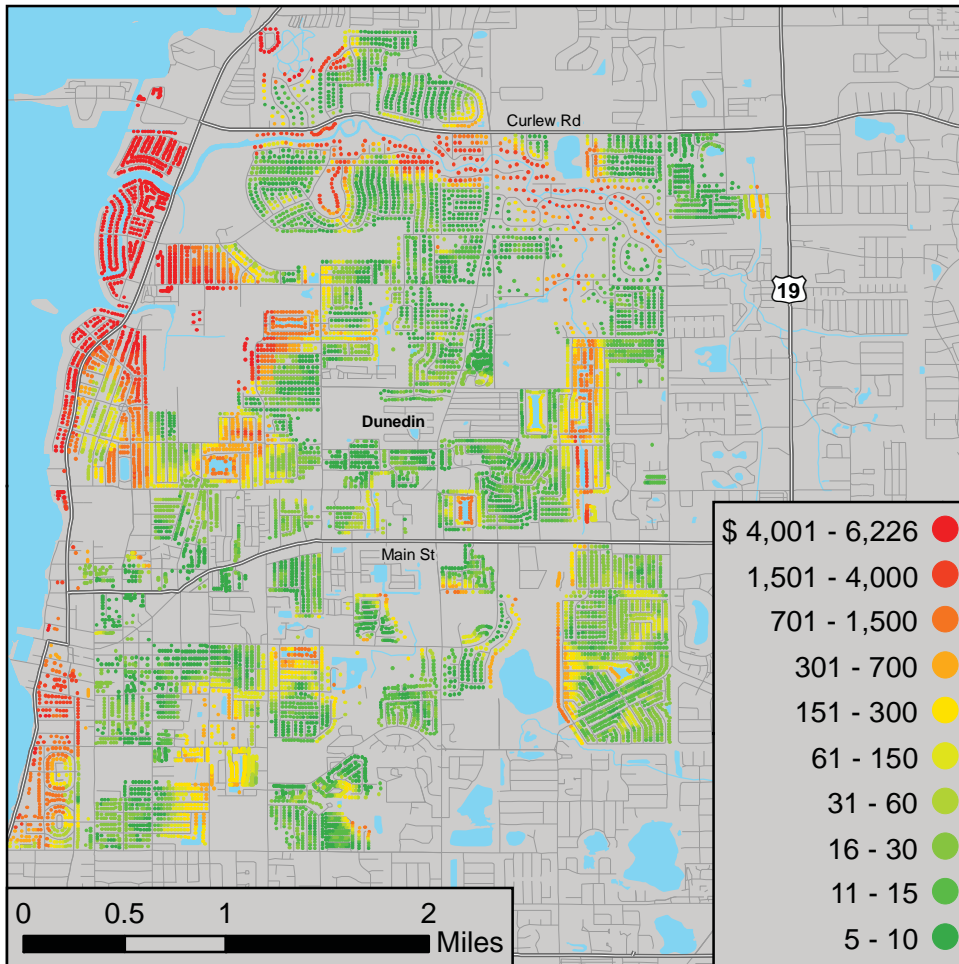 Curlew Rd
19
Dunedin
Main St
$ 4,001 - 6,226
1,501 - 4,000
701 - 1,500
301 - 700
151 - 300
61 - 150
31 - 60
16 - 30
11 - 15
5 - 10
0 0.5 1 2
Miles